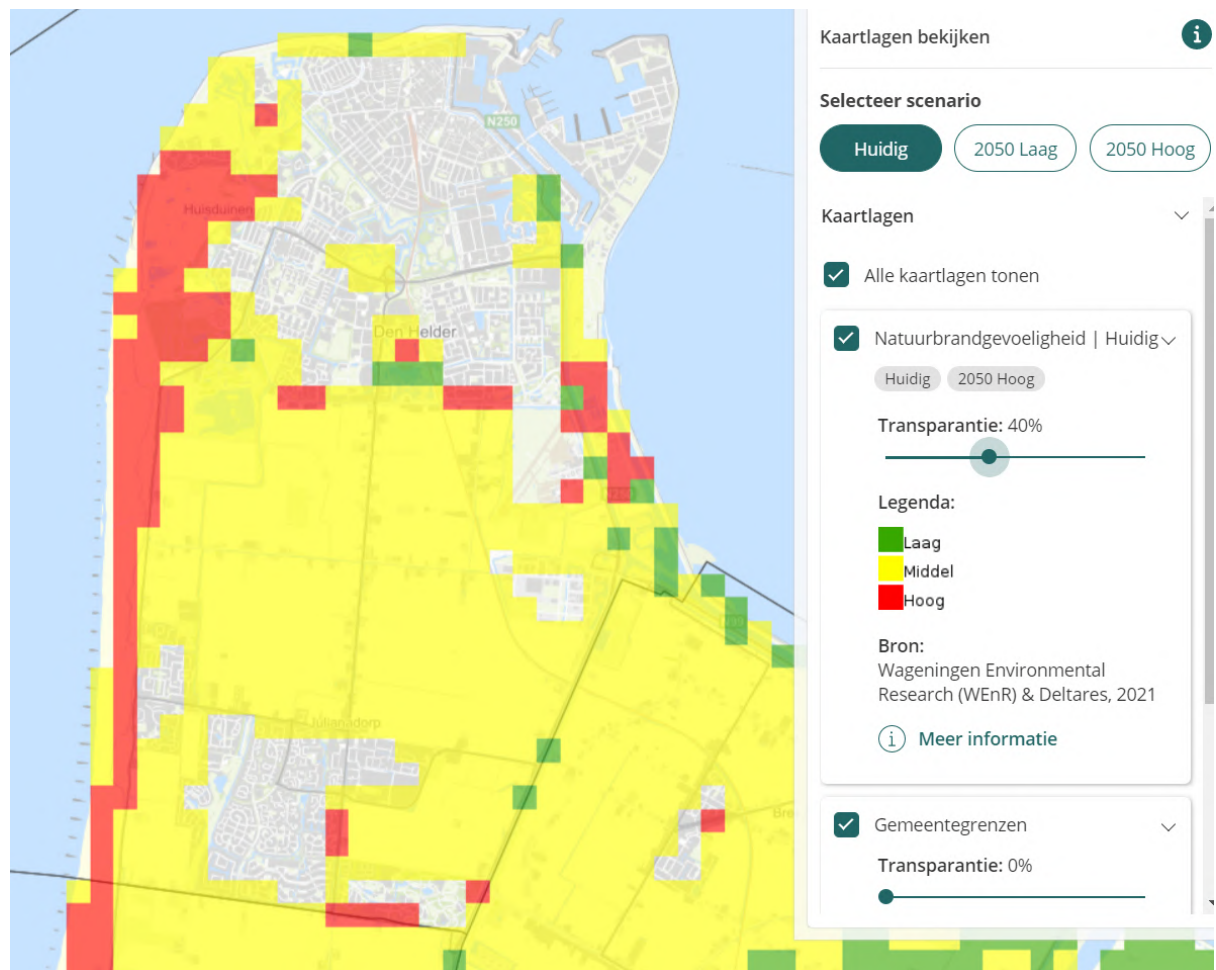 Kaartlagen bekijken
Selecteer scenario
Huidig
2050 Laag
2050 Hoog
Kaartlagen
Alle kaartlagen tonen
Natuurbrandgevoeligheid | Huidig
Huidig
2050 Hoog
Transparantie: 40%
Legenda:
Laag
Middel
Hoog
Bron:
Wageningen Environmental
Research (WEnR) & Deltares, 2021
Meer informatie
Gemeentegrenzen
Transparantie: 0%
N250
Huisduinen
Den Helder
N99
Julianadorp
Bre